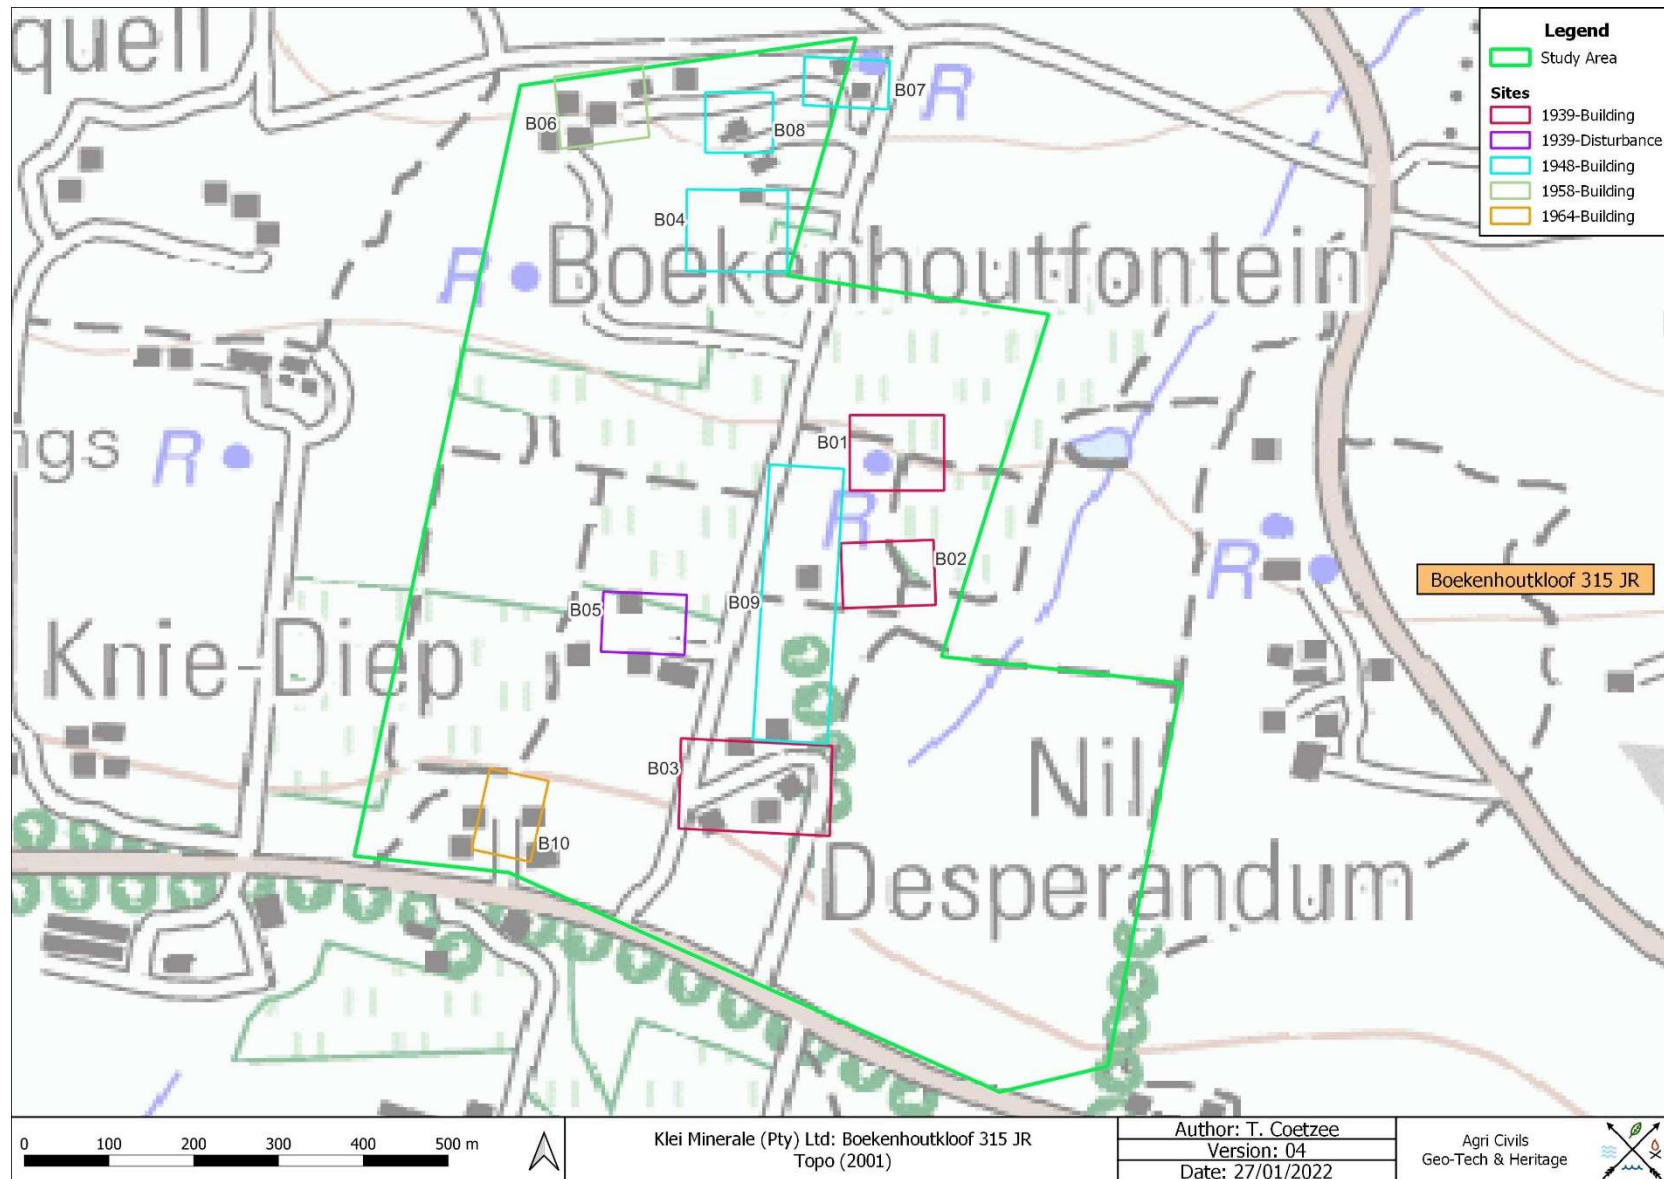 quell
Legend
Study Area
Sites
1939-Building
1939-Disturbance
1948-Building
1958-Building
1964-Building
R
B07
B06
B08
B04
R
Boekenhoutfontein
ngs
R
B01
R
B02
R
Boekenhoutkloof 315 JR
B09
B05
Knie-Diep
Nil
B03
B10
Desperandum
0 100 200 300 400 500 m
Klei Minerale (Pty) Ltd: Boekenhoutkloof 315 JR
Topo (2001)
Author: T. Coetzee
Version: 04
Date: 27/01/2022
Agri Civils
Geo-Tech & Heritage